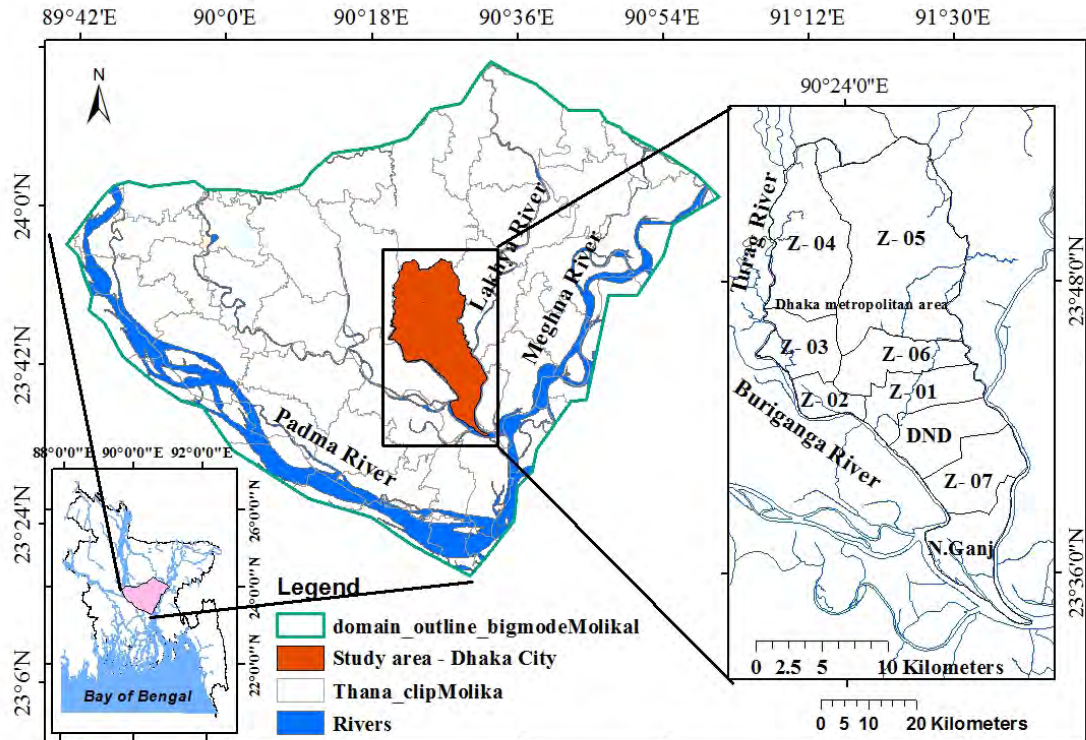 89°42'E 90°0'E 90°18'E 90°36'E 90°54'E 91°12'E 91°30'E
N
90°24'0"E
24°0'N
23°42'N
23°24'N
23°6'N
Lakhya River
Meghna River
Padma River
Turag River
Z- 04
Z- 05
23°48'0"N
Dhaka metropolitan area
Z- 03
Z- 06
Z- 02
Z- 01
Buriganga River
DND
Z- 07
N.Ganj
23°36'0"N
0 2.5 5 10 Kilometers
0 5 10 20 Kilometers
88°0'0"E 90°0'0"E 92°0'0"E
26°0'0"N
24°0'0"N
22°0'0"N
Bay of Bengal
Legend
domain_outline_bigmodeMolikal
Study area - Dhaka City
Thana_clipMolika
Rivers